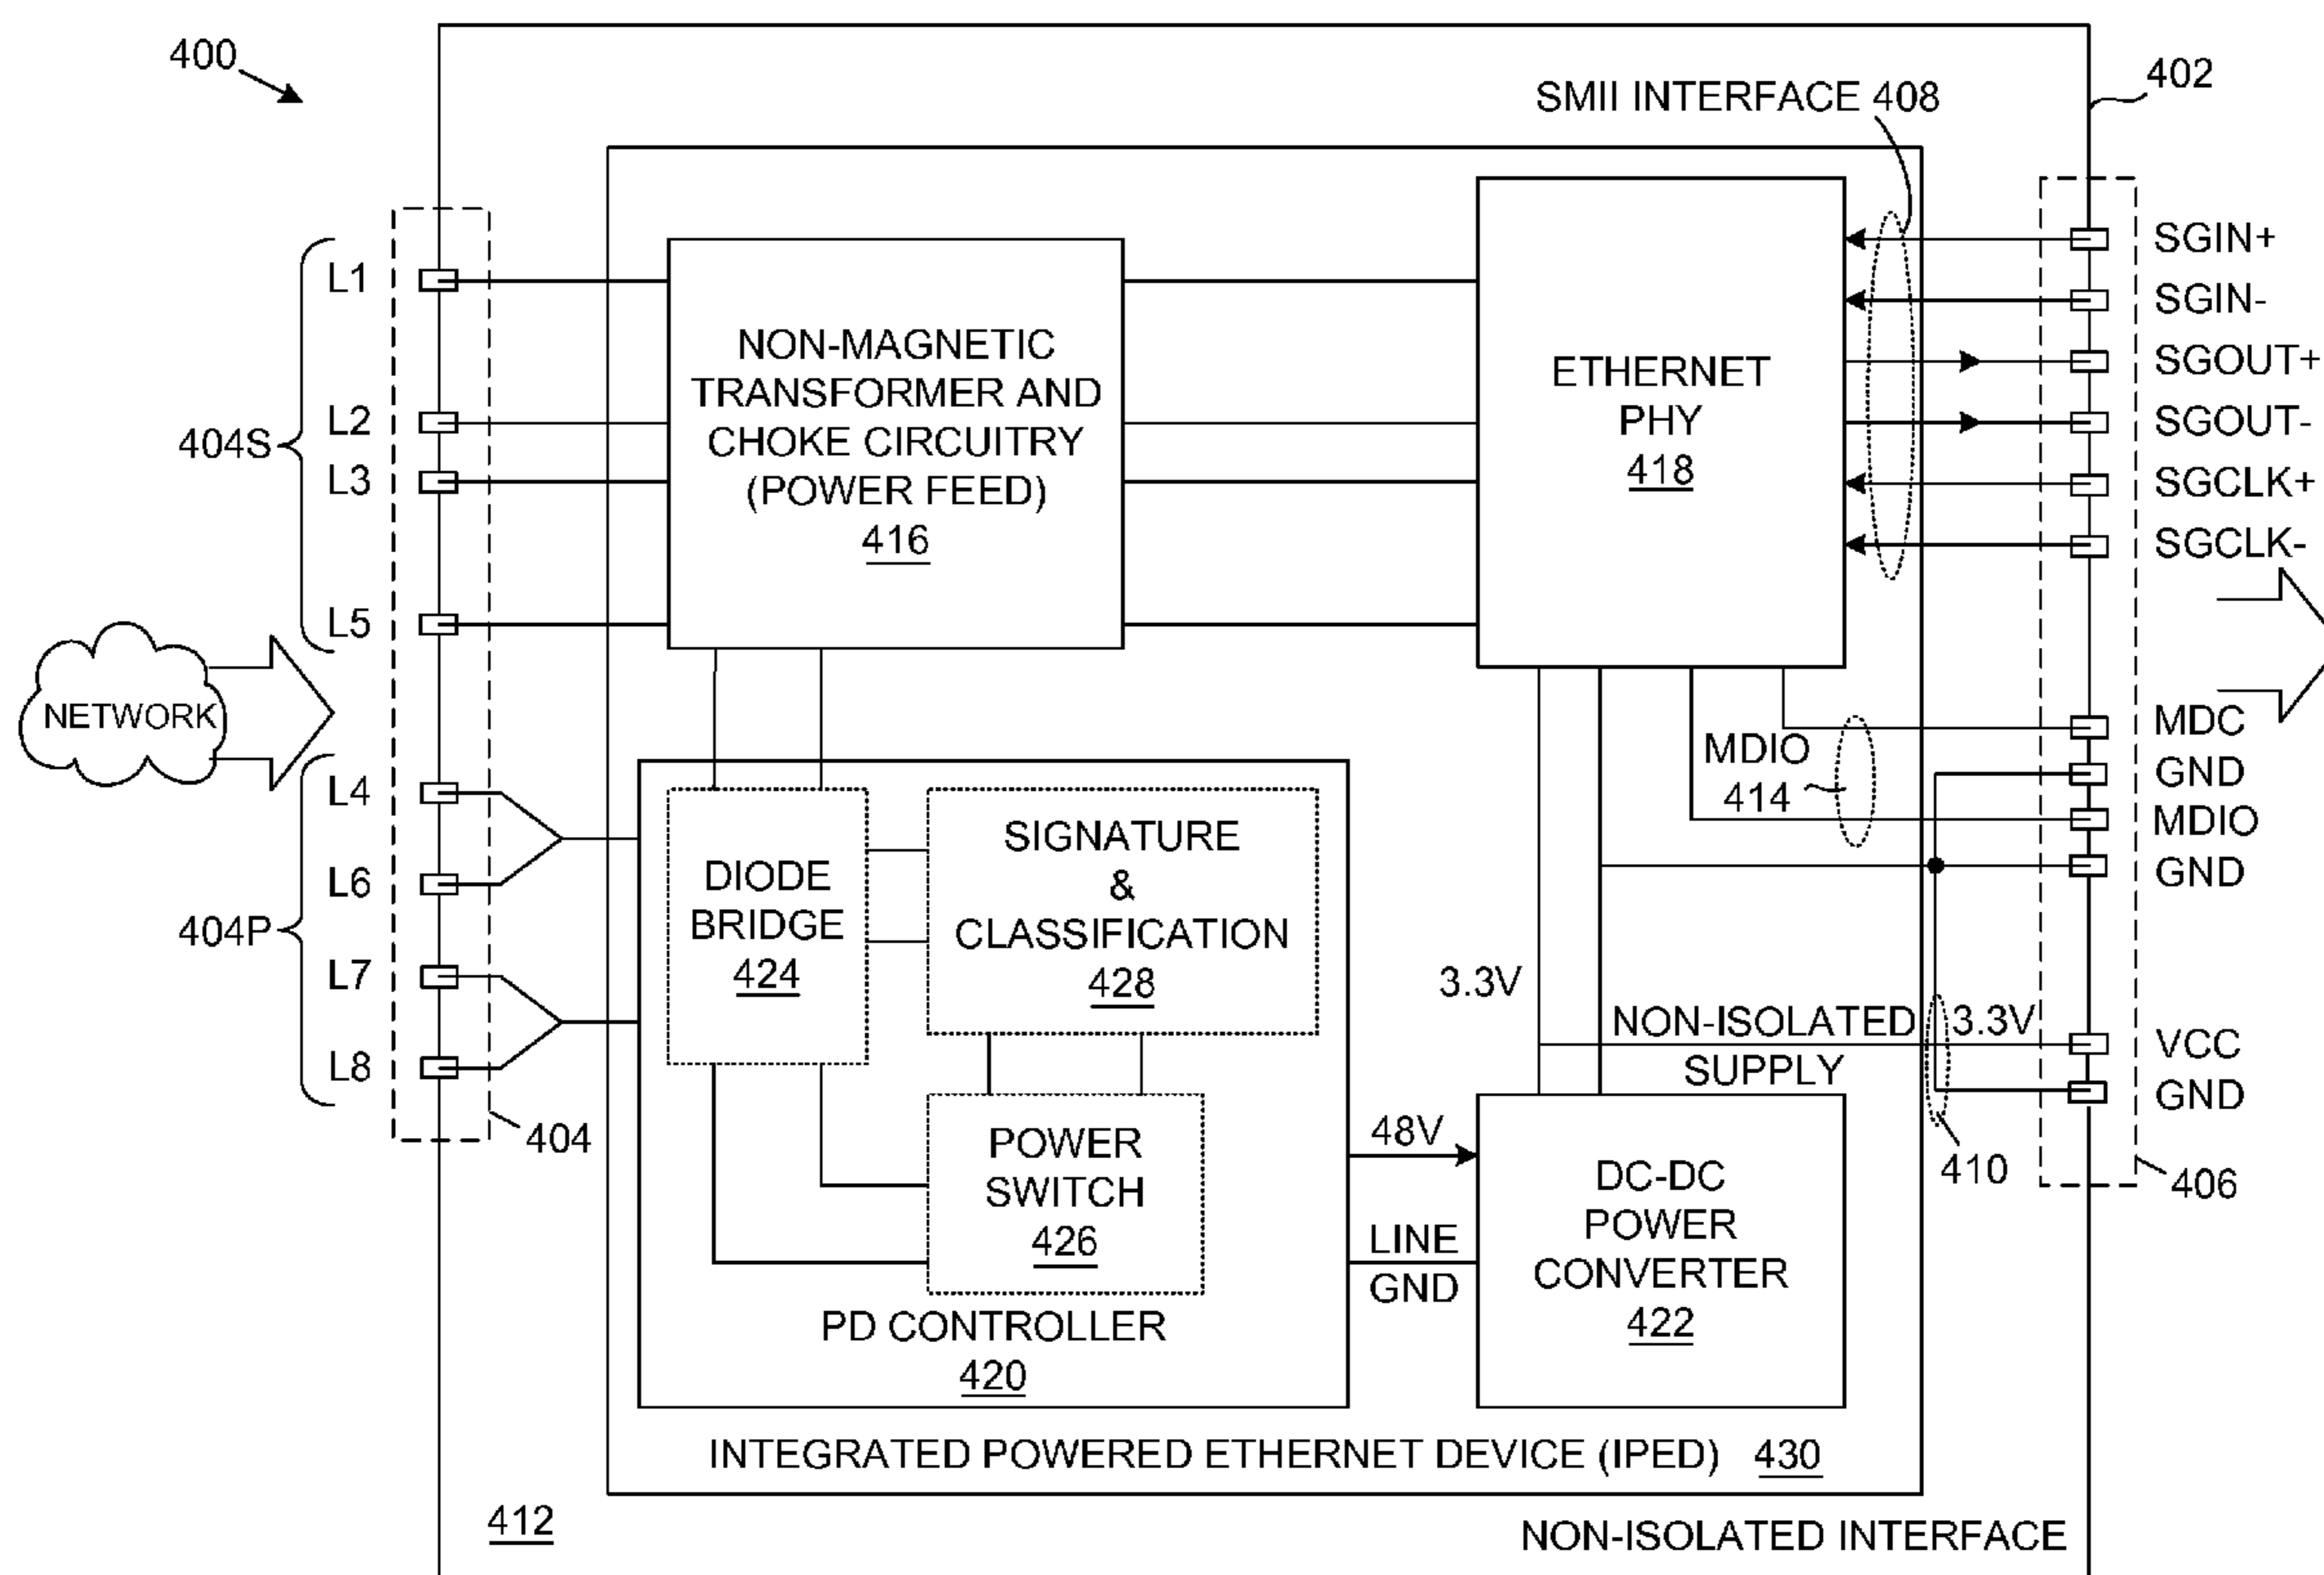 400
402
SMII INTERFACE 408
404S
L1
L2
L3
L5
NETWORK
404P
L4
L6
L7
L8
404
NON-MAGNETIC
TRANSFORMER AND
CHOKE CIRCUITRY
(POWER FEED)
416
ETHERNET
PHY
418
SGIN+
SGIN-
SGOUT+
SGOUT-
SGCLK+
SGCLK-
MDC
GND
MDIO
GND
VCC
GND
406
MDIO
414
3.3V
NON-ISOLATED
SUPPLY
3.3V
410
DIODE
BRIDGE
424
SIGNATURE
&
CLASSIFICATION
428
POWER
SWITCH
426
PD CONTROLLER
420
48V
LINE
GND
DC-DC
POWER
CONVERTER
422
INTEGRATED POWERED ETHERNET DEVICE (IPED) 430
412
NON-ISOLATED INTERFACE